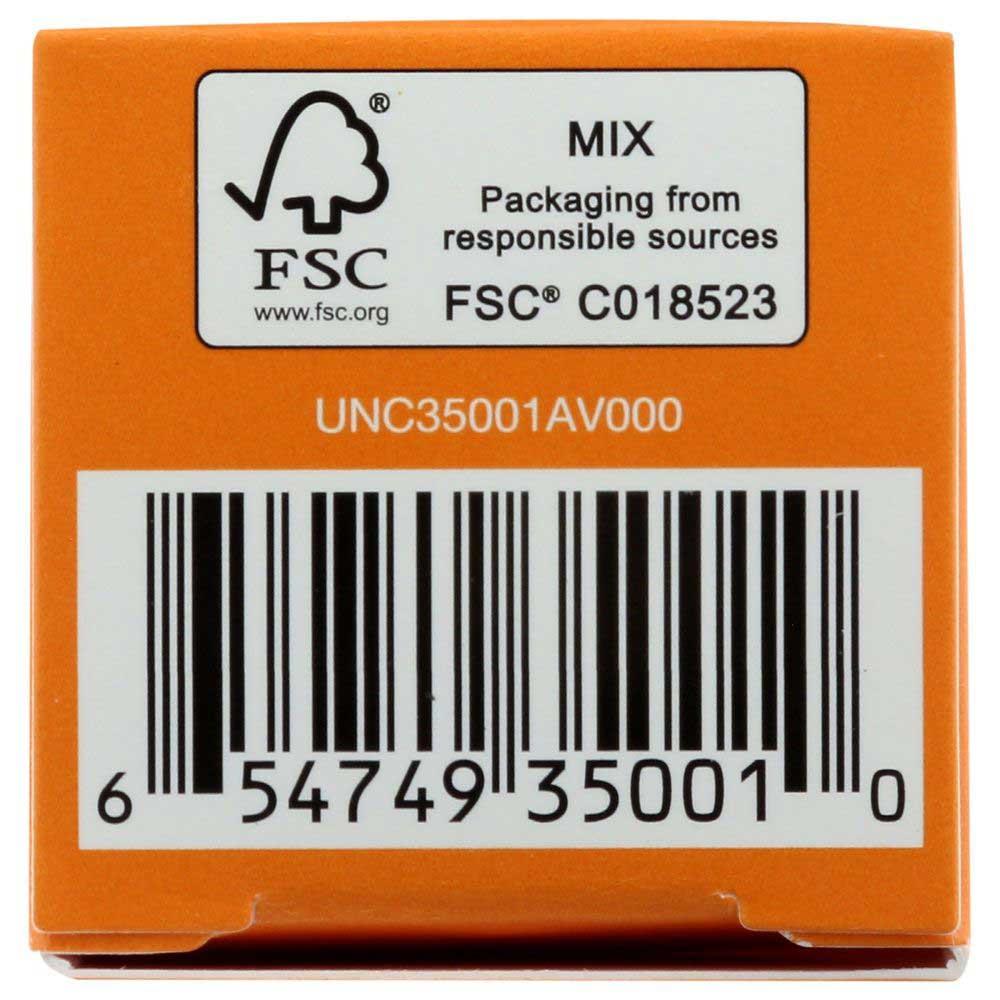 ®
FSC
www.fsc.org
MIX
Packaging from
responsible sources
FSC® C018523
UNC35001AV000
6 54749 35001 0